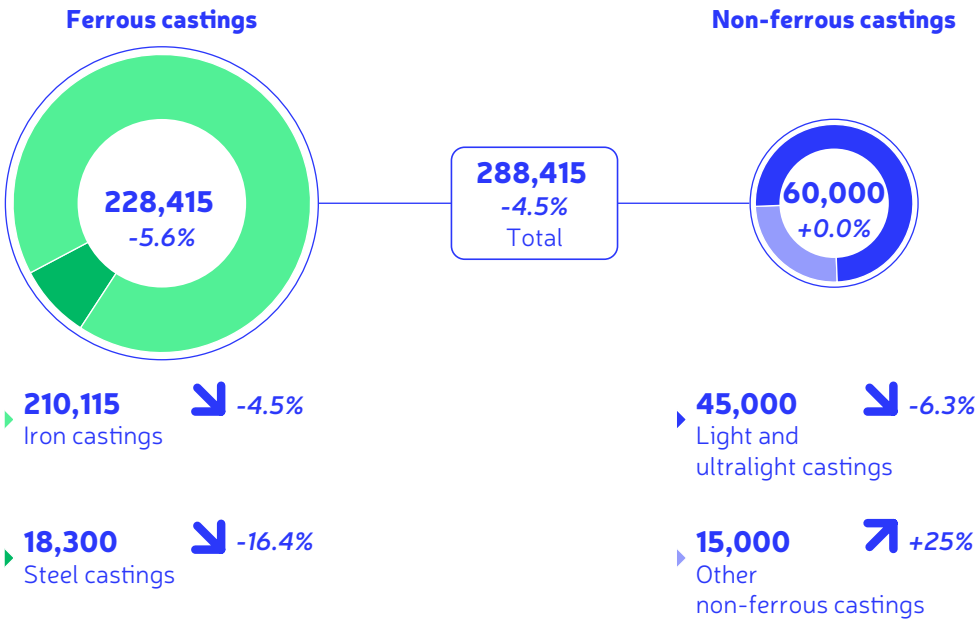 Ferrous castings
228,415
-5.6%
288,415
-4.5%
Total
Non-ferrous castings
60,000
+0.0%
210,115
-4.5%
Iron castings
18,300
-16.4%
Steel castings
45,000
-6.3%
Light and
ultralight castings
15,000
+25%
Other
non-ferrous castings